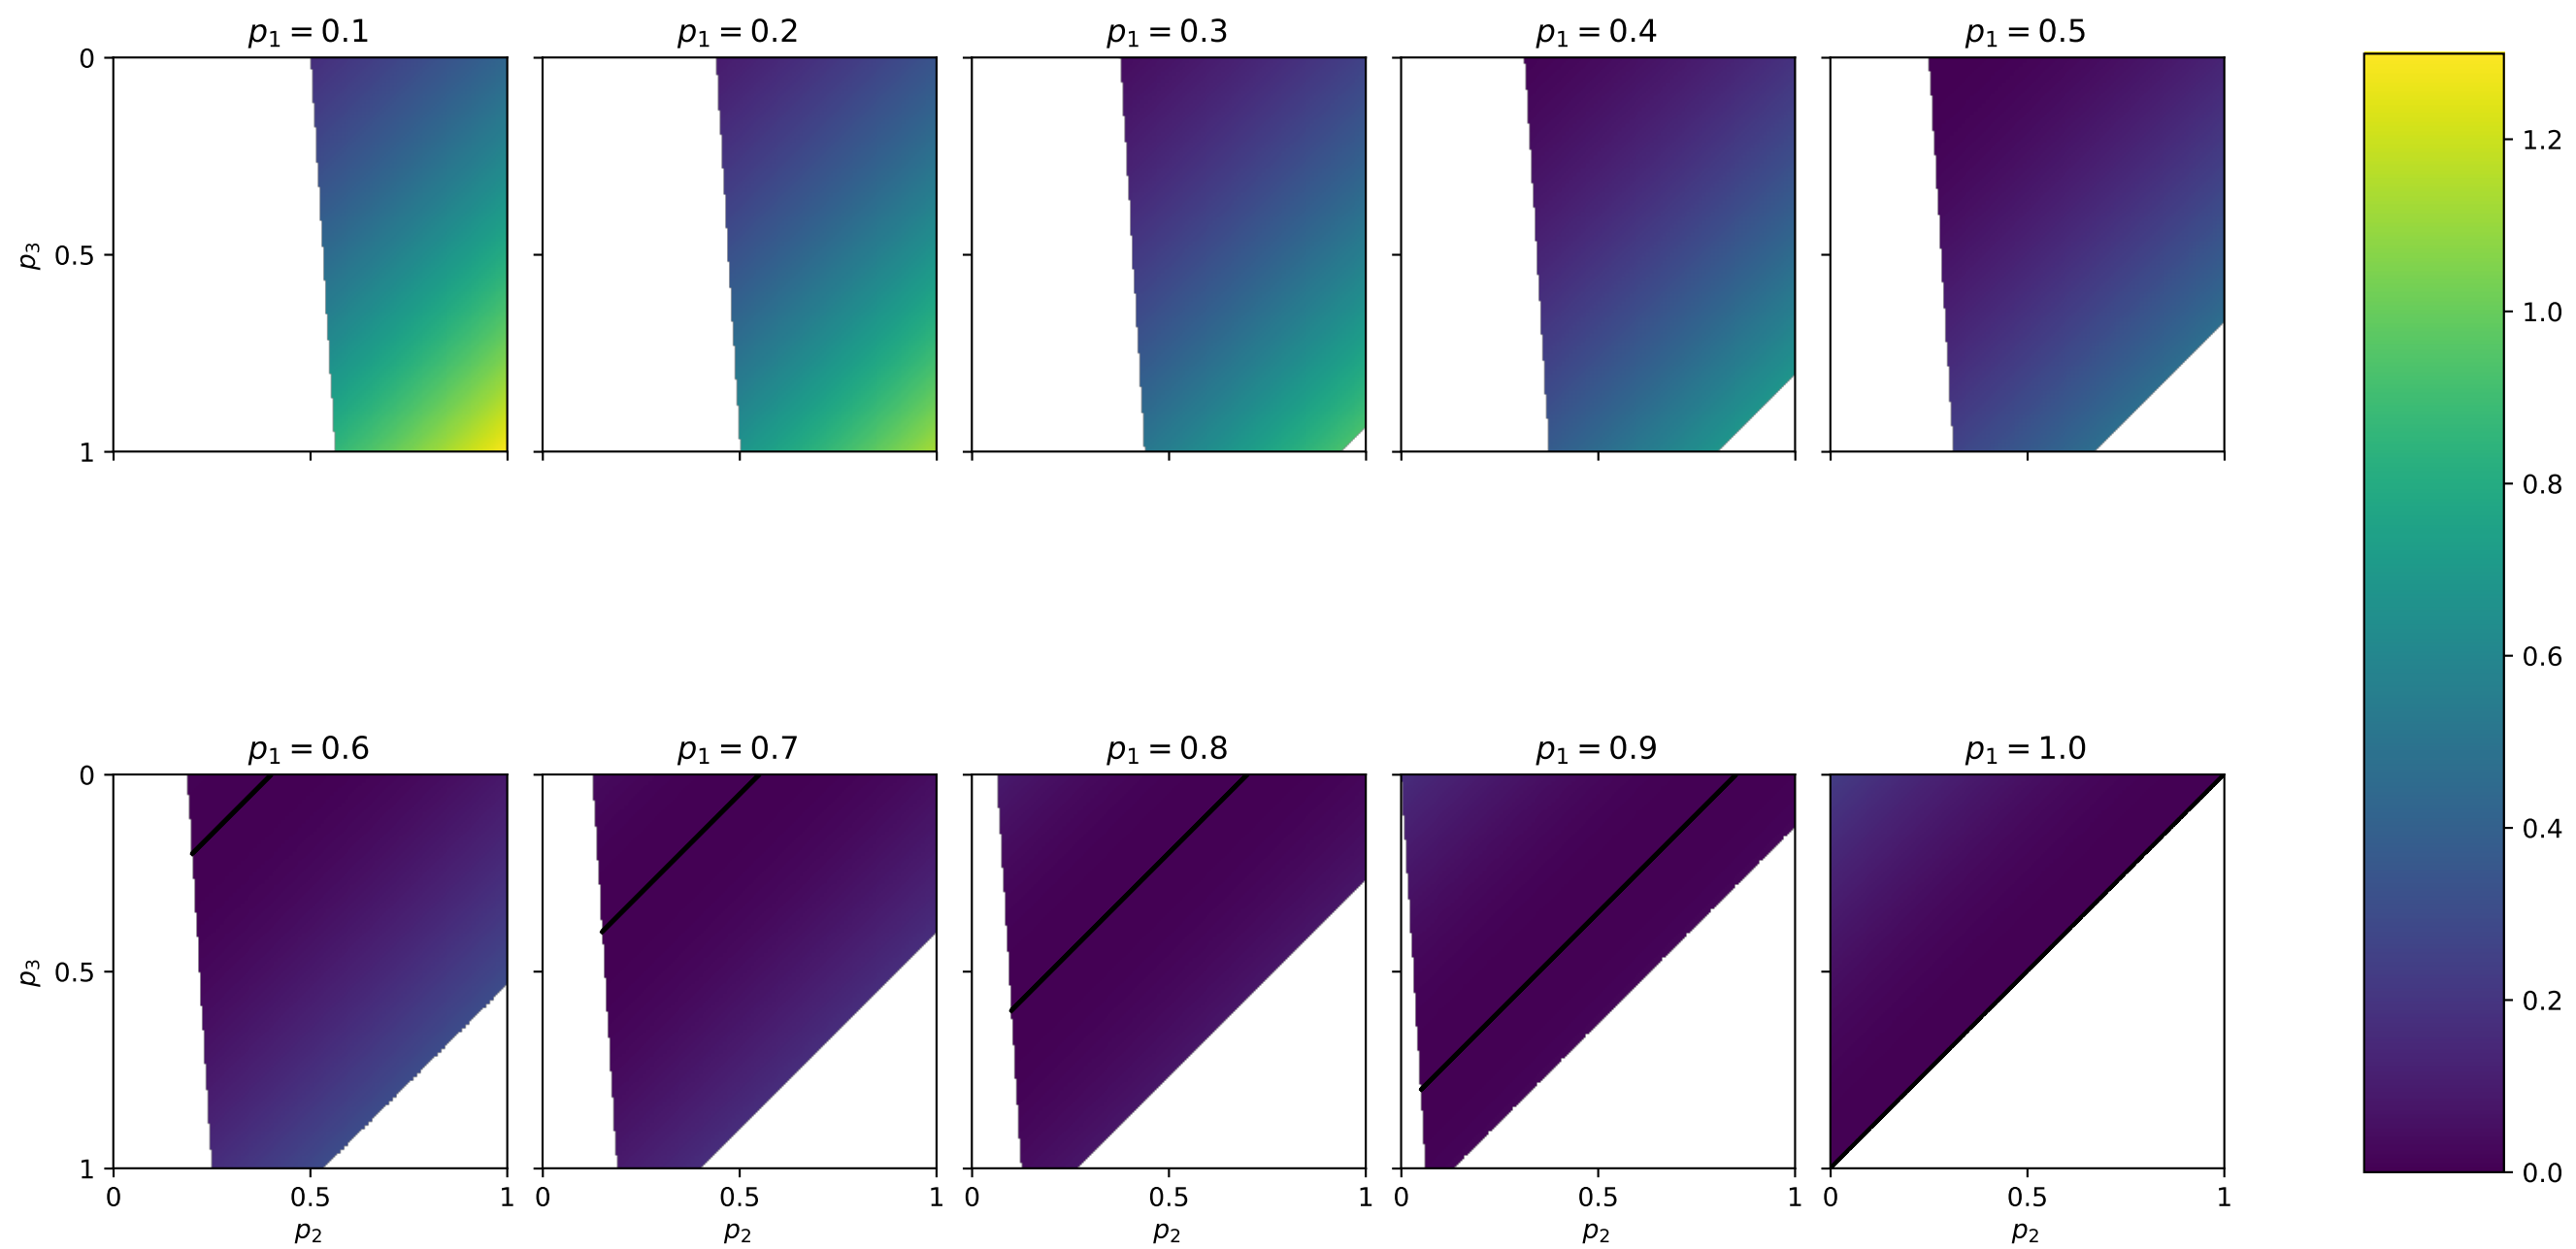 p₁ = 0.1 p₁ = 0.2 p₁ = 0.3 p₁ = 0.4 p₁ = 0.5
0
0.5
1
p₃
p₁ = 0.6 p₁ = 0.7 p₁ = 0.8 p₁ = 0.9 p₁ = 1.0
0
0.5
1
p₃
0 0.5 1 0 0.5 1 0 0.5 1 0 0.5 1 0 0.5 1
p₂ p₂ p₂ p₂ p₂
1.2
1.0
0.8
0.6
0.4
0.2
0.0